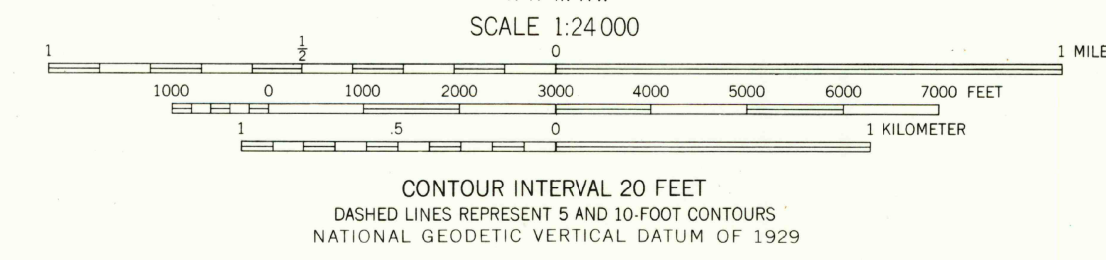 SCALE 1:24 000
1 1/2 0 1 MILE
1000 0 1000 2000 3000 4000 5000 6000 7000 FEET
1 .5 0 1 KILOMETER
CONTOUR INTERVAL 20 FEET
DASHED LINES REPRESENT 5 AND 10-FOOT CONTOURS
NATIONAL GEODETIC VERTICAL DATUM OF 1929